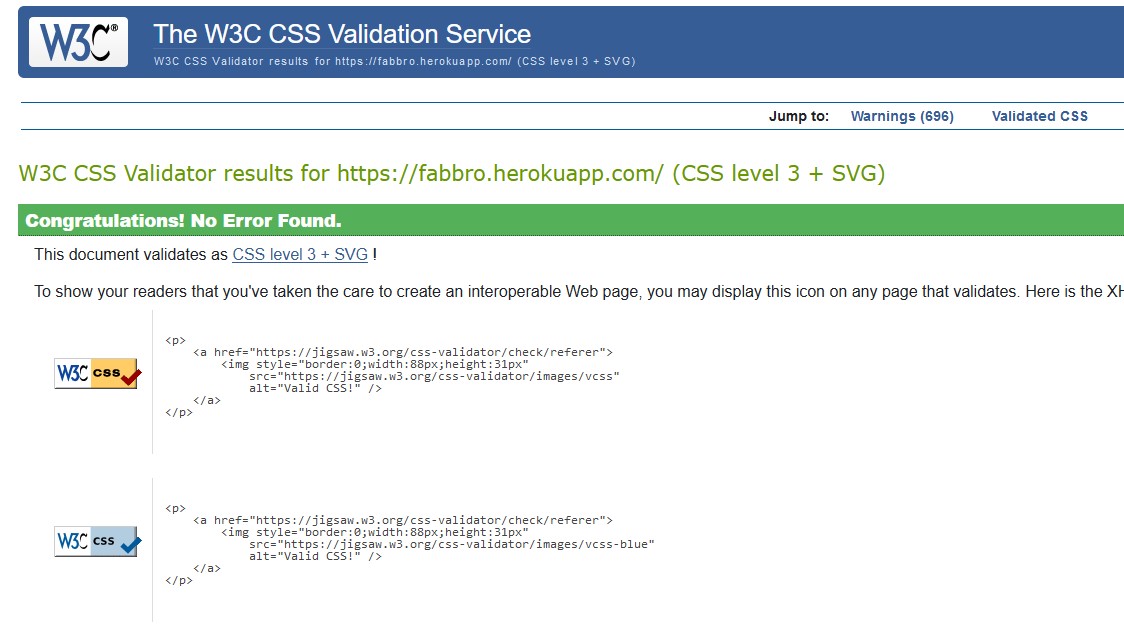 W3C®
The W3C CSS Validation Service
W3C CSS Validator results for https://fabbro.herokuapp.com/ (CSS level 3 + SVG)
Jump to: Warnings (696) Validated CSS
W3C CSS Validator results for https://fabbro.herokuapp.com/ (CSS level 3 + SVG)
Congratulations! No Error Found.
This document validates as CSS level 3 + SVG !
To show your readers that you've taken the care to create an interoperable Web page, you may display this icon on any page that validates. Here is the XH
<p>
<a href="https://jigsaw.w3.org/css-validator/check/referer">
<img style="border:0;width:88px;height:31px"
src="https://jigsaw.w3.org/css-validator/images/vcss"
alt="Valid CSS!" />
</a>
</p>
W3C css
<p>
<a href="https://jigsaw.w3.org/css-validator/check/referer">
<img style="border:0;width:88px;height:31px"
src="https://jigsaw.w3.org/css-validator/images/vcss-blue"
alt="Valid CSS!" />
</a>
</p>
W3C css